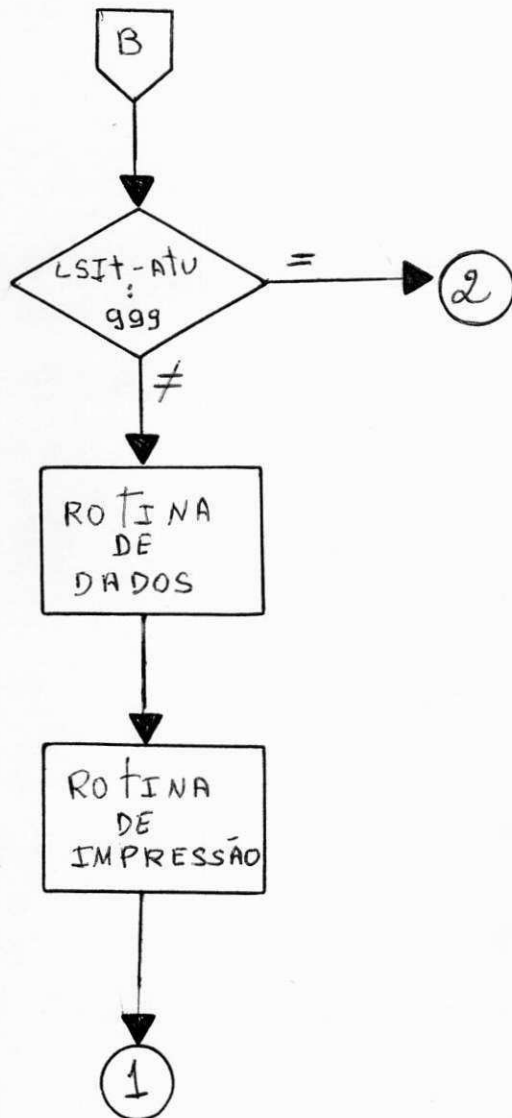 B
LSIt-AtU
:
999
=
2
≠
ROTINA
DE
DADOS
ROTINA
DE
IMPRESSÃO
1